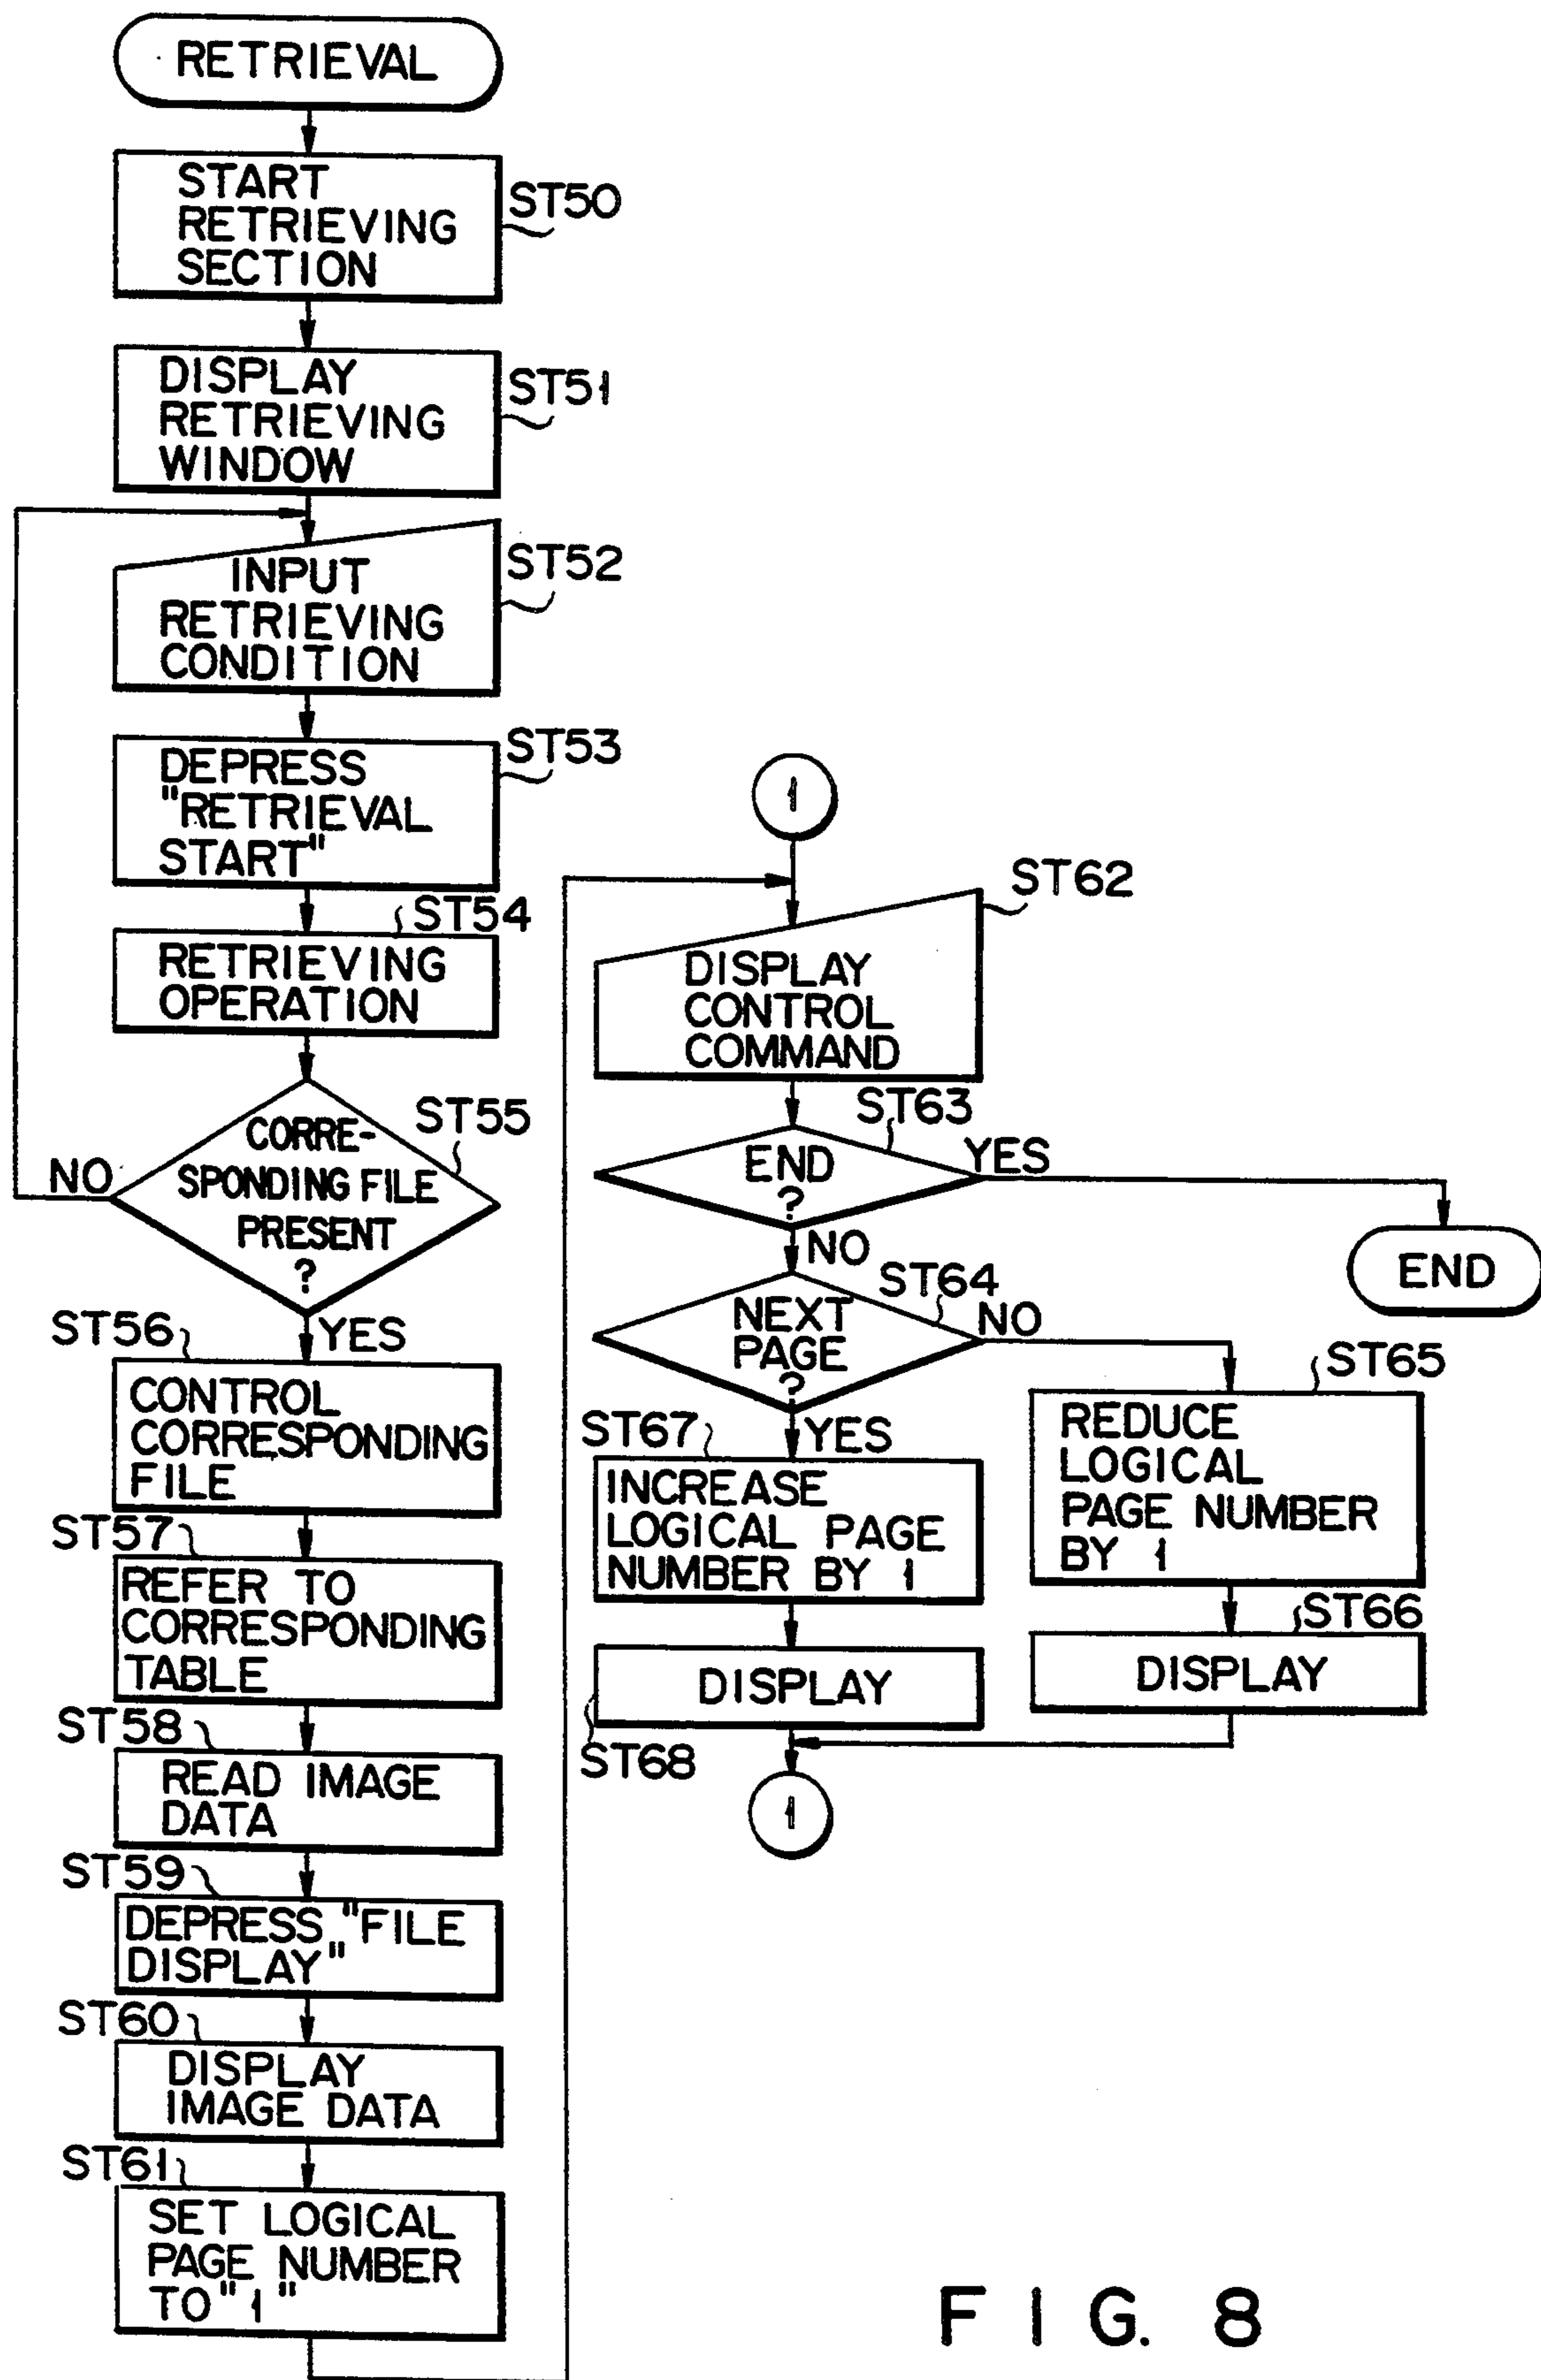 RETRIEVAL
START
RETRIEVING
SECTION
ST50
DISPLAY
RETRIEVING
WINDOW
ST51
INPUT
RETRIEVING
CONDITION
ST52
DEPRESS
"RETRIEVAL
START"
ST53
ST54
RETRIEVING
OPERATION
ST55
CORRE-
SPONDING FILE
PRESENT
?
NO
YES
ST56
CONTROL
CORRESPONDING
FILE
ST57
REFER TO
CORRESPONDING
TABLE
ST58
READ IMAGE
DATA
ST59
DEPRESS "FILE
DISPLAY"
ST60
DISPLAY
IMAGE DATA
ST61
SET LOGICAL
PAGE NUMBER
TO "1"
1
ST62
DISPLAY
CONTROL
COMMAND
ST63
END
?
YES
END
NO
ST64
NEXT
PAGE
?
NO
ST65
REDUCE
LOGICAL
PAGE NUMBER
BY 1
ST66
DISPLAY
YES
ST67
INCREASE
LOGICAL PAGE
NUMBER BY 1
DISPLAY
ST68
1
FIG. 8